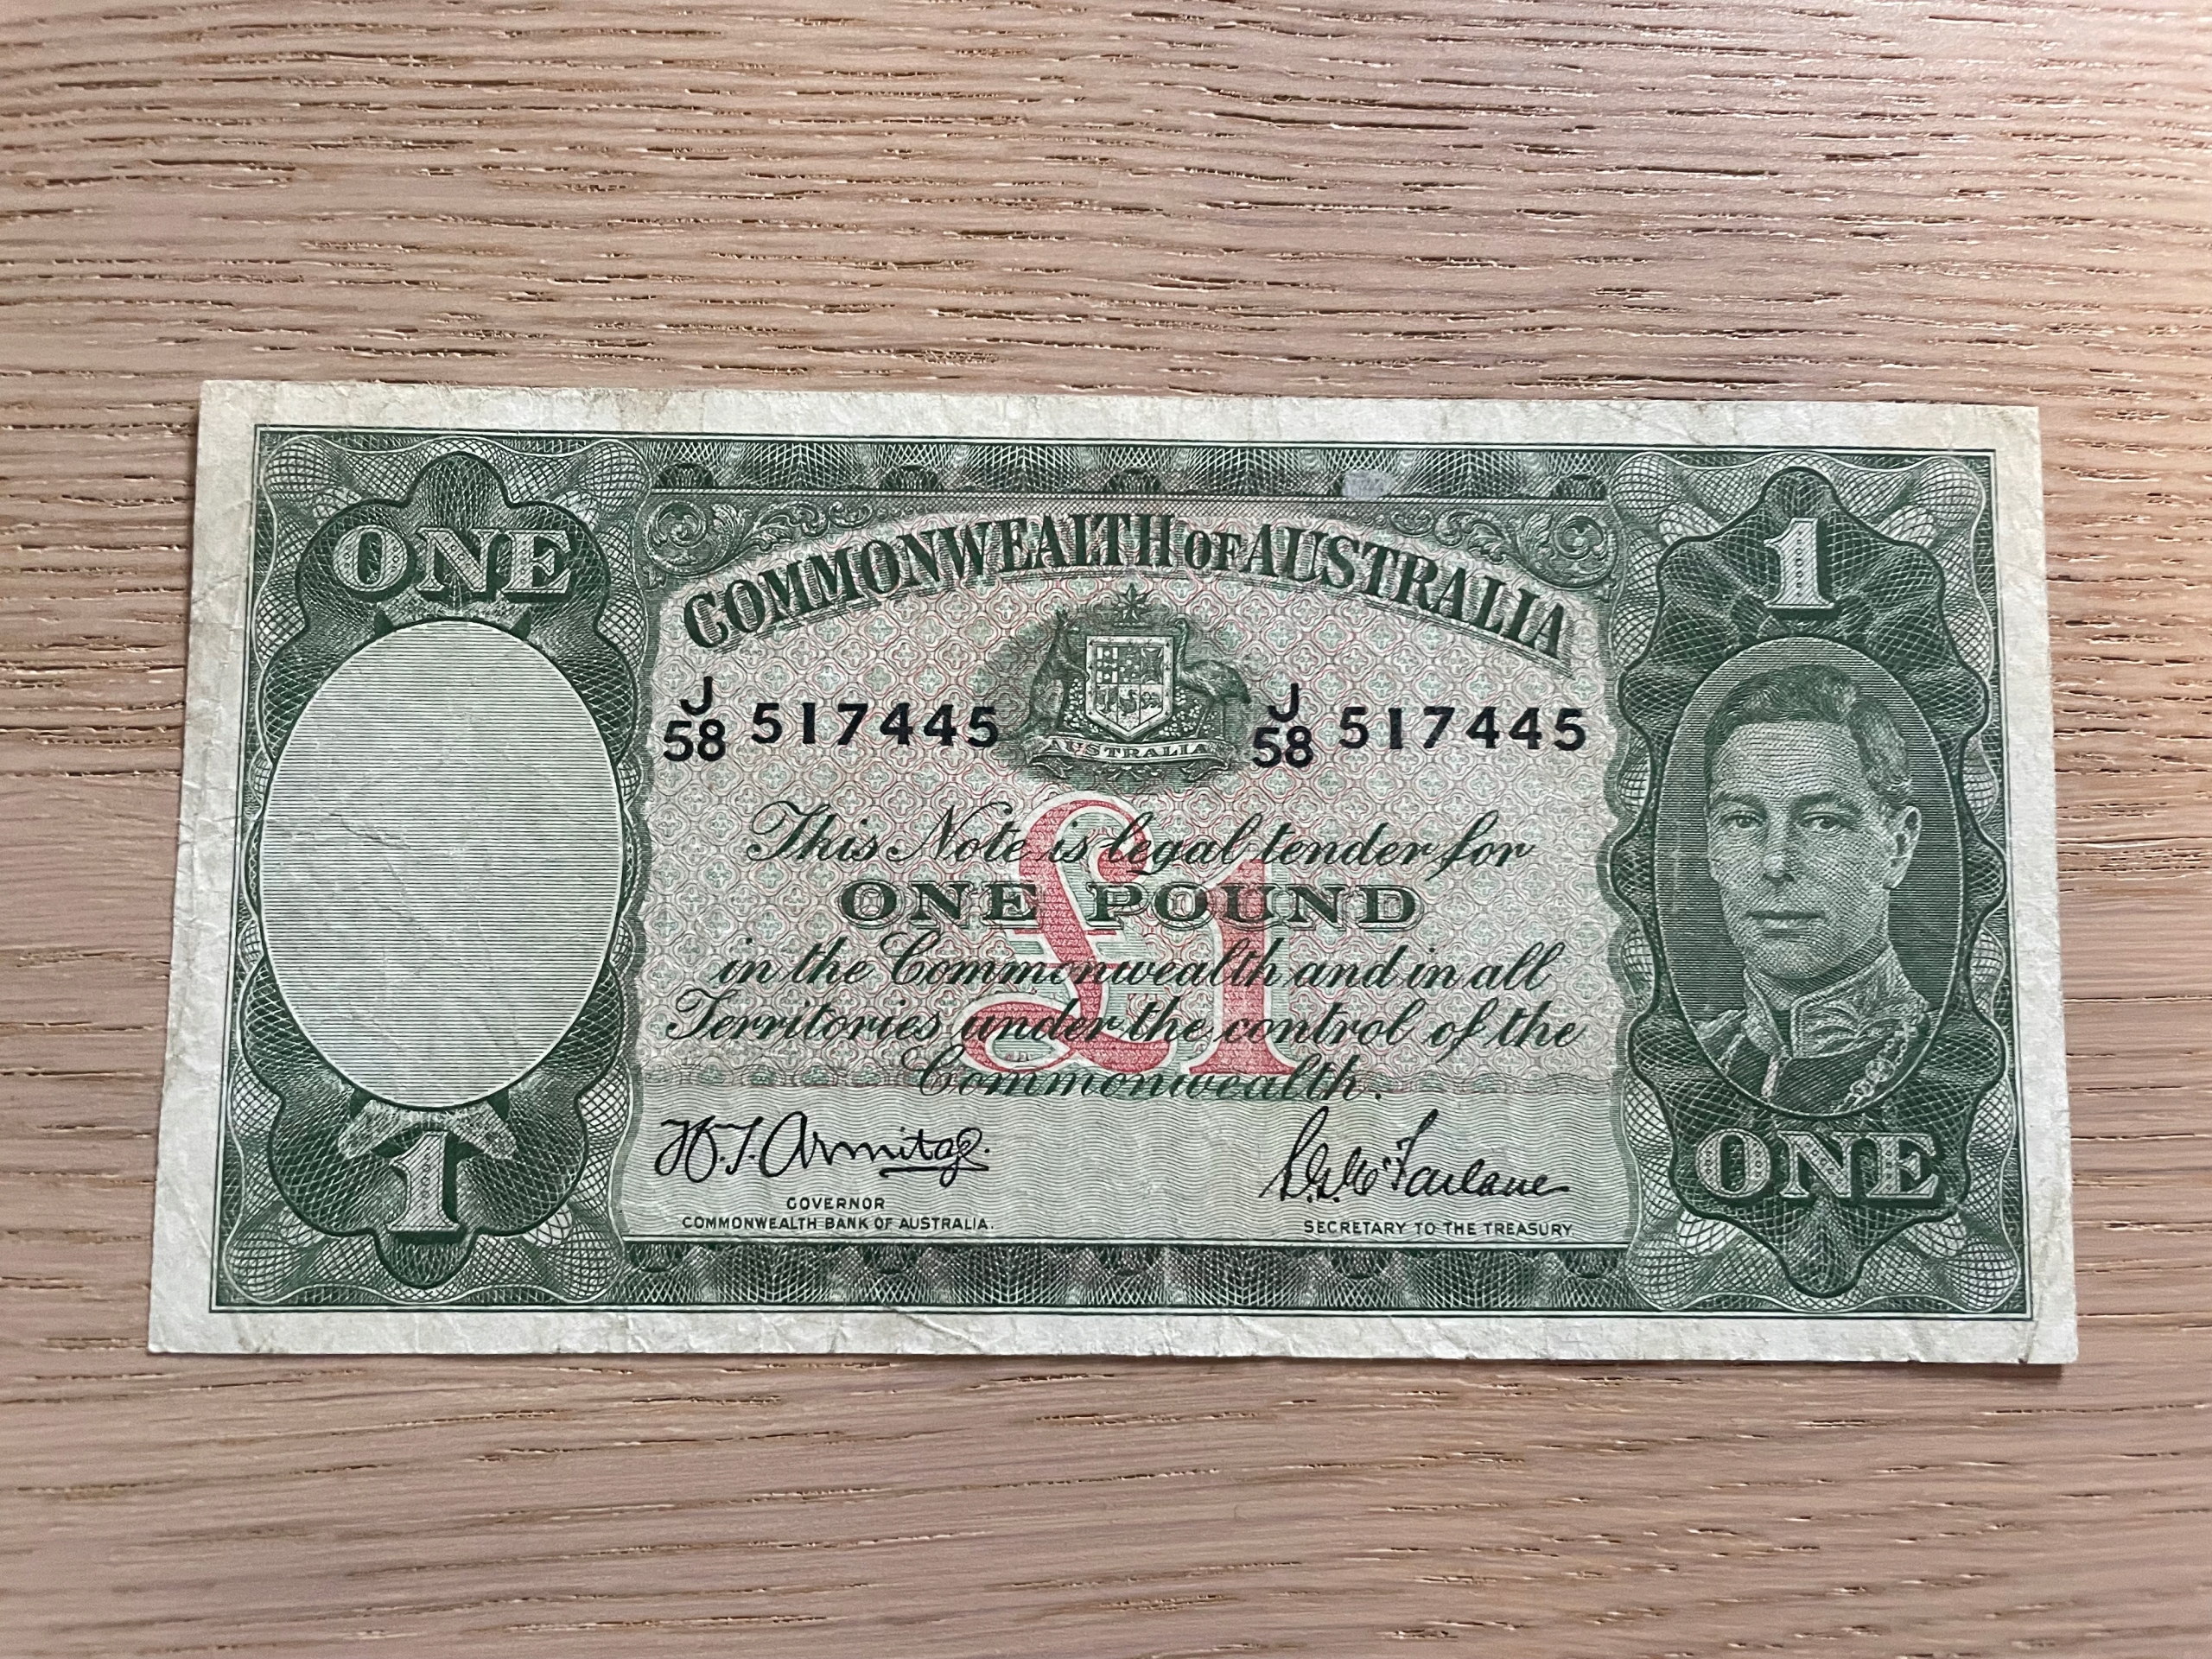 ONE
1
COMMONWEALTH OF AUSTRALIA
J
58 517445
J
58 517445
AUSTRALIA
£1
This Note is legal tender for
ONE POUND
in the Commonwealth and in all
Territories under the control of the
Commonwealth.
H.T. Armitage.
GOVERNOR
COMMONWEALTH BANK OF AUSTRALIA.
S.G. McFarlane
SECRETARY TO THE TREASURY.
1
ONE